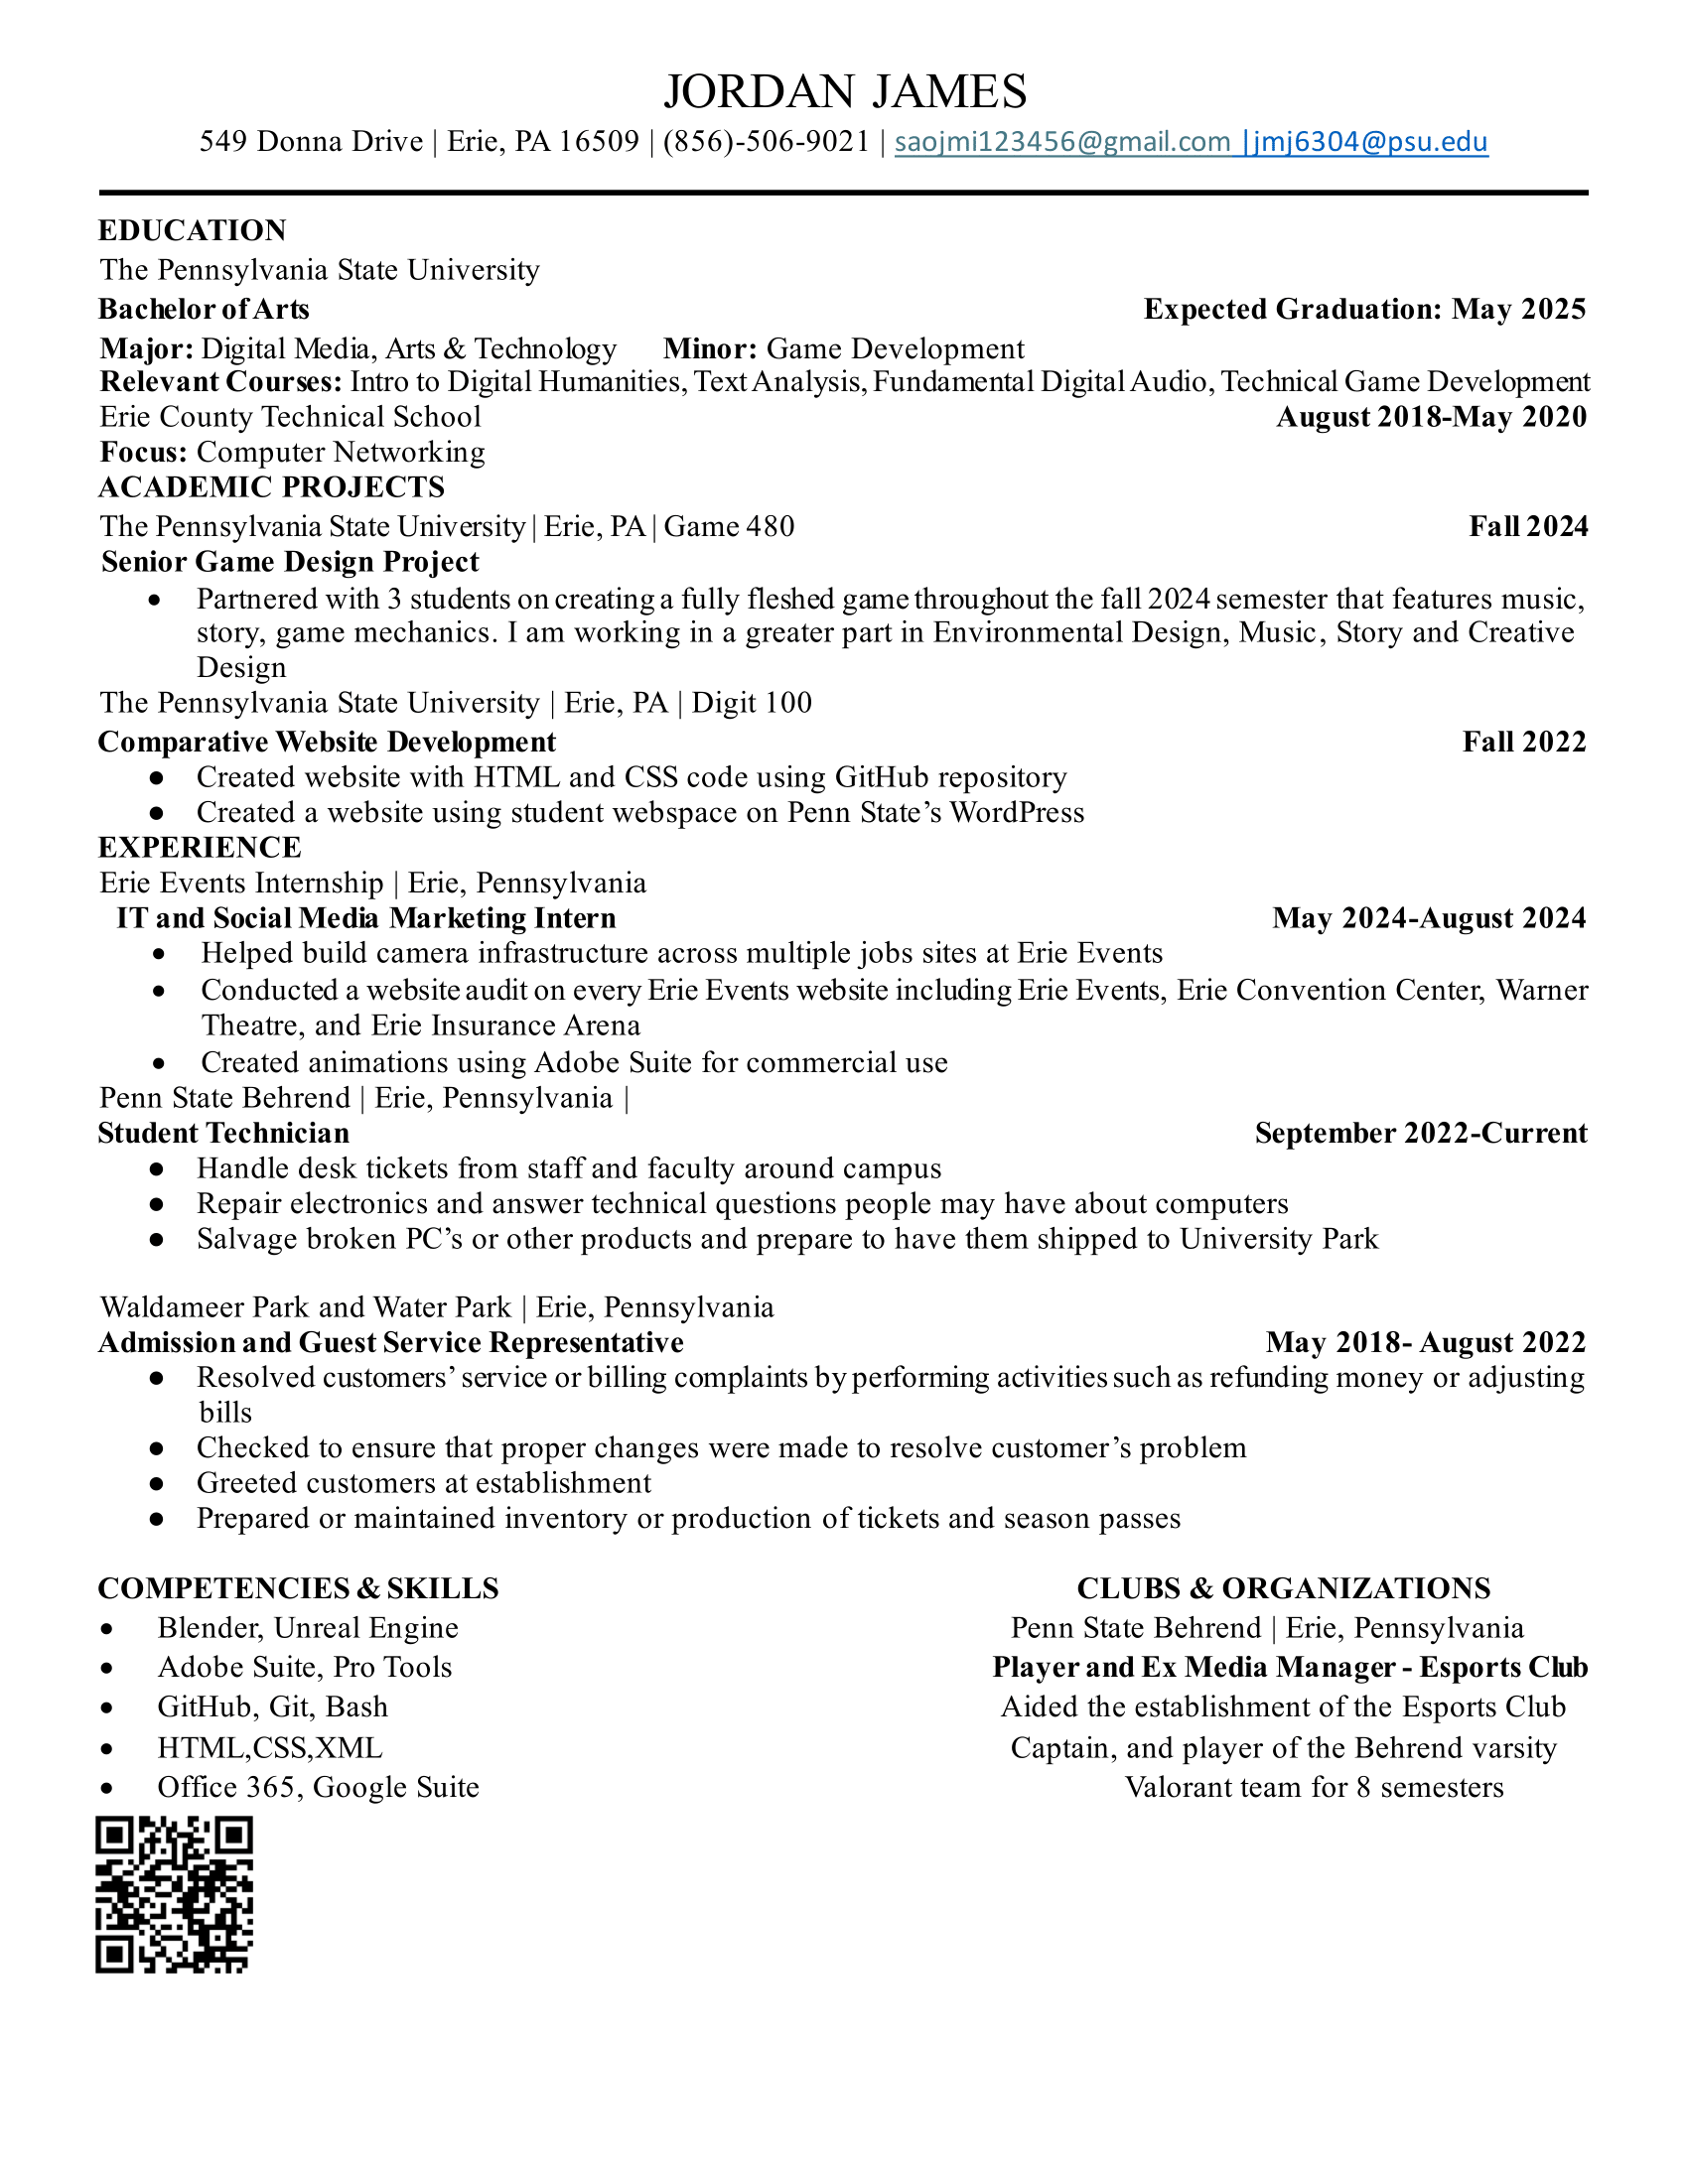 JORDAN JAMES
549 Donna Drive | Erie, PA 16509 | (856)-506-9021 | saojmi123456@gmail.com |jmj6304@psu.edu
EDUCATION
The Pennsylvania State University
Bachelor of Arts Expected Graduation: May 2025
Major: Digital Media, Arts & Technology Minor: Game Development
Relevant Courses: Intro to Digital Humanities, Text Analysis, Fundamental Digital Audio, Technical Game Development
Erie County Technical School August 2018-May 2020
Focus: Computer Networking
ACADEMIC PROJECTS
The Pennsylvania State University | Erie, PA | Game 480 Fall 2024
Senior Game Design Project
• Partnered with 3 students on creating a fully fleshed game throughout the fall 2024 semester that features music,
story, game mechanics. I am working in a greater part in Environmental Design, Music, Story and Creative
Design
The Pennsylvania State University | Erie, PA | Digit 100
Comparative Website Development Fall 2022
● Created website with HTML and CSS code using GitHub repository
● Created a website using student webspace on Penn State’s WordPress
EXPERIENCE
Erie Events Internship | Erie, Pennsylvania
IT and Social Media Marketing Intern May 2024-August 2024
• Helped build camera infrastructure across multiple jobs sites at Erie Events
• Conducted a website audit on every Erie Events website including Erie Events, Erie Convention Center, Warner
Theatre, and Erie Insurance Arena
• Created animations using Adobe Suite for commercial use
Penn State Behrend | Erie, Pennsylvania |
Student Technician September 2022-Current
● Handle desk tickets from staff and faculty around campus
● Repair electronics and answer technical questions people may have about computers
● Salvage broken PC’s or other products and prepare to have them shipped to University Park
Waldameer Park and Water Park | Erie, Pennsylvania
Admission and Guest Service Representative May 2018- August 2022
● Resolved customers’ service or billing complaints by performing activities such as refunding money or adjusting
bills
● Checked to ensure that proper changes were made to resolve customer’s problem
● Greeted customers at establishment
● Prepared or maintained inventory or production of tickets and season passes
COMPETENCIES & SKILLS
• Blender, Unreal Engine
• Adobe Suite, Pro Tools
• GitHub, Git, Bash
• HTML,CSS,XML
• Office 365, Google Suite
CLUBS & ORGANIZATIONS
Penn State Behrend | Erie, Pennsylvania
Player and Ex Media Manager - Esports Club
Aided the establishment of the Esports Club
Captain, and player of the Behrend varsity
Valorant team for 8 semesters